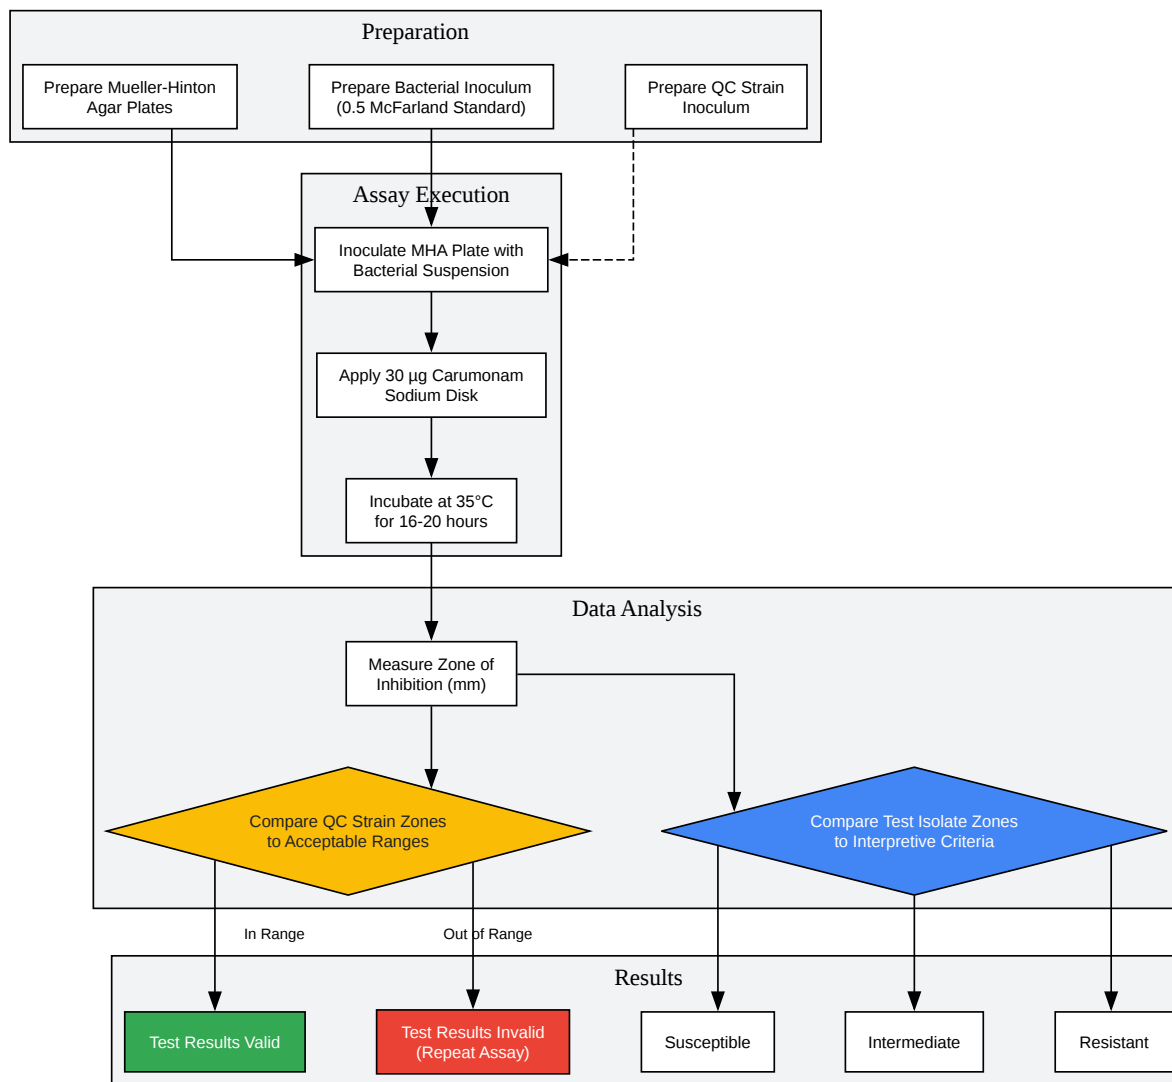 Preparation
Prepare Mueller-Hinton
Agar Plates
Prepare Bacterial Inoculum
(0.5 McFarland Standard)
Prepare QC Strain
Inoculum
Assay Execution
Inoculate MHA Plate with
Bacterial Suspension
Apply 30 µg Carumonam
Sodium Disk
Incubate at 35°C
for 16-20 hours
Data Analysis
Measure Zone of
Inhibition (mm)
Compare QC Strain Zones
to Acceptable Ranges
Compare Test Isolate Zones
to Interpretive Criteria
In Range
Out of Range
Results
Test Results Valid
Test Results Invalid
(Repeat Assay)
Susceptible
Intermediate
Resistant